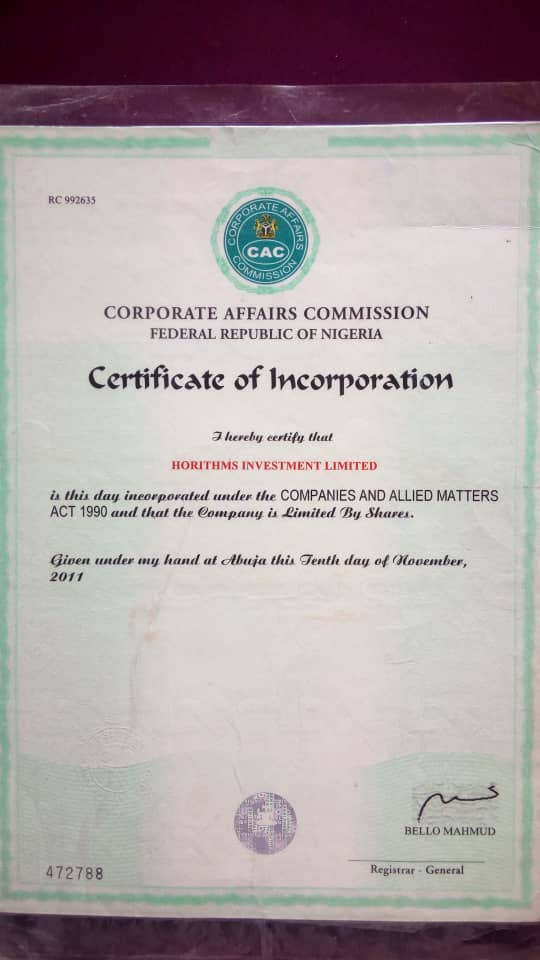 RC 992635
CORPORATE AFFAIRS
CAC
COMMISSION
CORPORATE AFFAIRS COMMISSION
FEDERAL REPUBLIC OF NIGERIA
Certificate of Incorporation
I hereby certify that
HORITHMS INVESTMENT LIMITED
is this day incorporated under the COMPANIES AND ALLIED MATTERS
ACT 1990 and that the Company is Limited By Shares.
Given under my hand at Abuja this Tenth day of November,
2011
BELLO MAHMUD
Registrar - General
472788